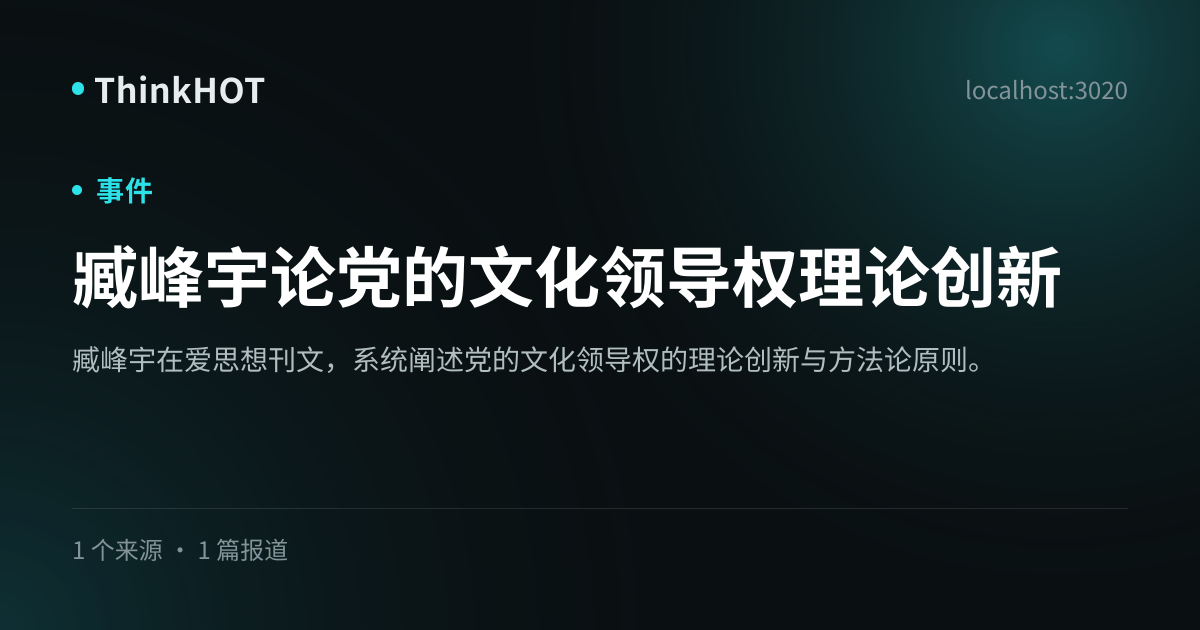 ThinkHOT
localhost:3020
事件
臧峰宇论党的文化领导权理论创新
臧峰宇在爱思想刊文，系统阐述党的文化领导权的理论创新与方法论原则。
1 个来源 · 1 篇报道